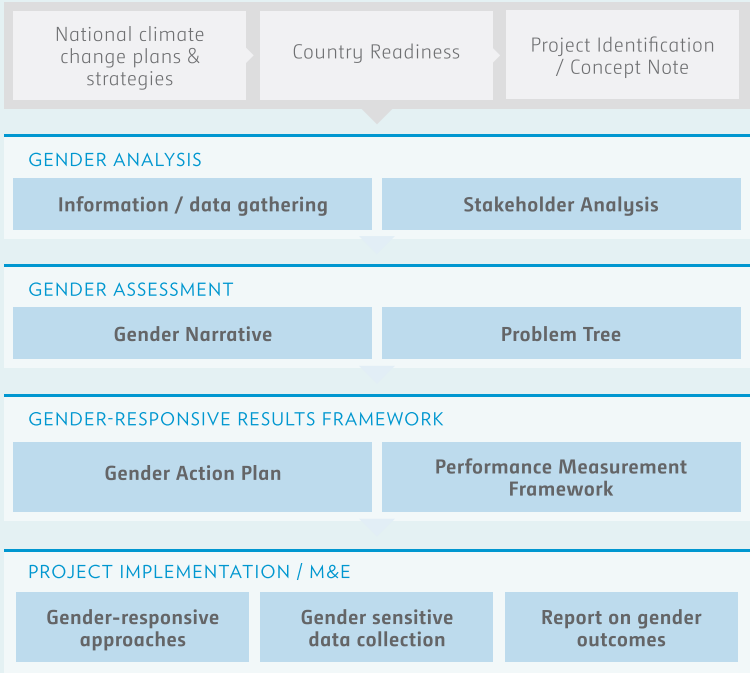 National climate
change plans &
strategies
Country Readiness
Project Identification
/ Concept Note
GENDER ANALYSIS
Information / data gathering
Stakeholder Analysis
GENDER ASSESSMENT
Gender Narrative
Problem Tree
GENDER-RESPONSIVE RESULTS FRAMEWORK
Gender Action Plan
Performance Measurement
Framework
PROJECT IMPLEMENTATION / M&E
Gender-responsive
approaches
Gender sensitive
data collection
Report on gender
outcomes